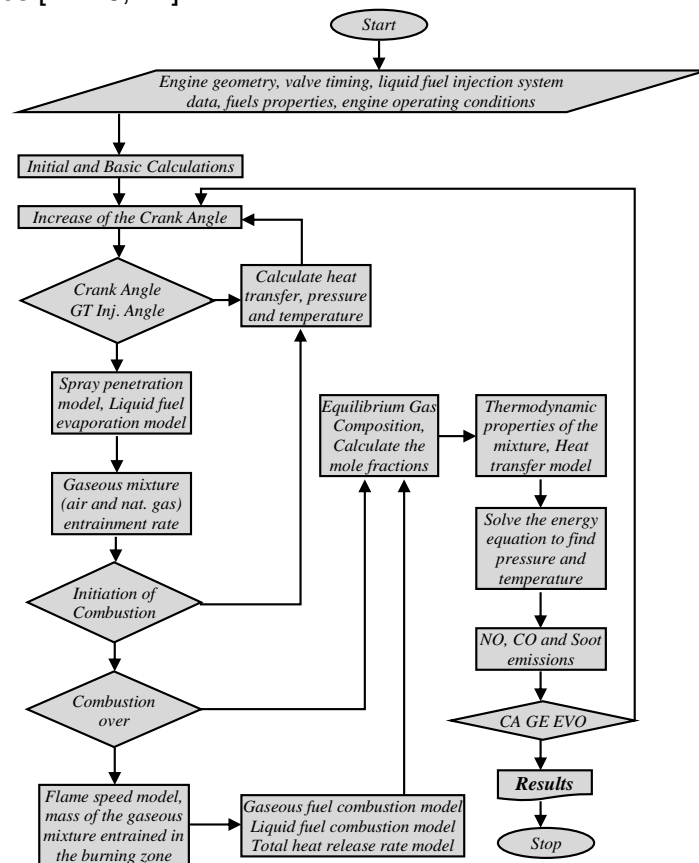 Start
Engine geometry, valve timing, liquid fuel injection system
data, fuels properties, engine operating conditions
Initial and Basic Calculations
Increase of the Crank Angle
Crank Angle
GT Inj. Angle
Calculate heat
transfer, pressure
and temperature
Spray penetration
model, Liquid fuel
evaporation model
Gaseous mixture
(air and nat. gas)
entrainment rate
Initiation of
Combustion
Combustion
over
Flame speed model,
mass of the gaseous
mixture entrained in
the burning zone
Gaseous fuel combustion model
Liquid fuel combustion model
Total heat release rate model
Equilibrium Gas
Composition,
Calculate the
mole fractions
Thermodynamic
properties of the
mixture, Heat
transfer model
Solve the energy
equation to find
pressure and
temperature
NO, CO and Soot
emissions
CA GE EVO
Results
Stop